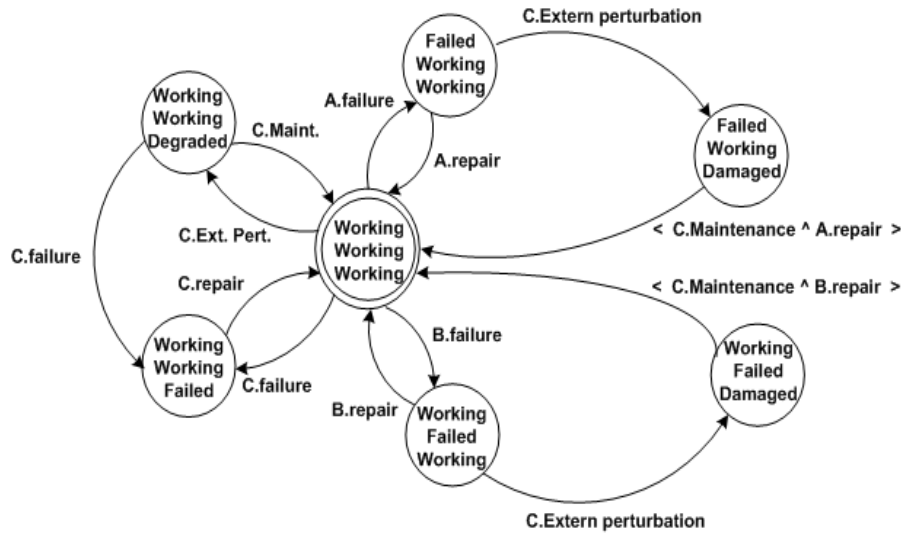 C.Extern perturbation
Failed
Working
Working
A.failure
A.repair
Working
Working
Degraded
C.Maint.
C.Ext. Pert.
Failed
Working
Damaged
< C.Maintenance ^ A.repair >
Working
Working
Working
C.failure
C.repair
< C.Maintenance ^ B.repair >
Working
Working
Failed
C.failure
B.failure
B.repair
Working
Failed
Damaged
Working
Failed
Working
C.Extern perturbation